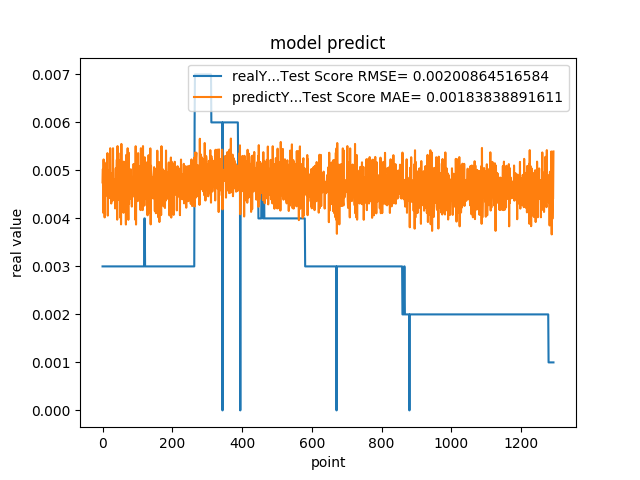 model predict
realY...Test Score RMSE= 0.00200864516584
predictY...Test Score MAE= 0.00183838891611
0.007
0.006
0.005
0.004
0.003
0.002
0.001
0.000
real value
0 200 400 600 800 1000 1200
point